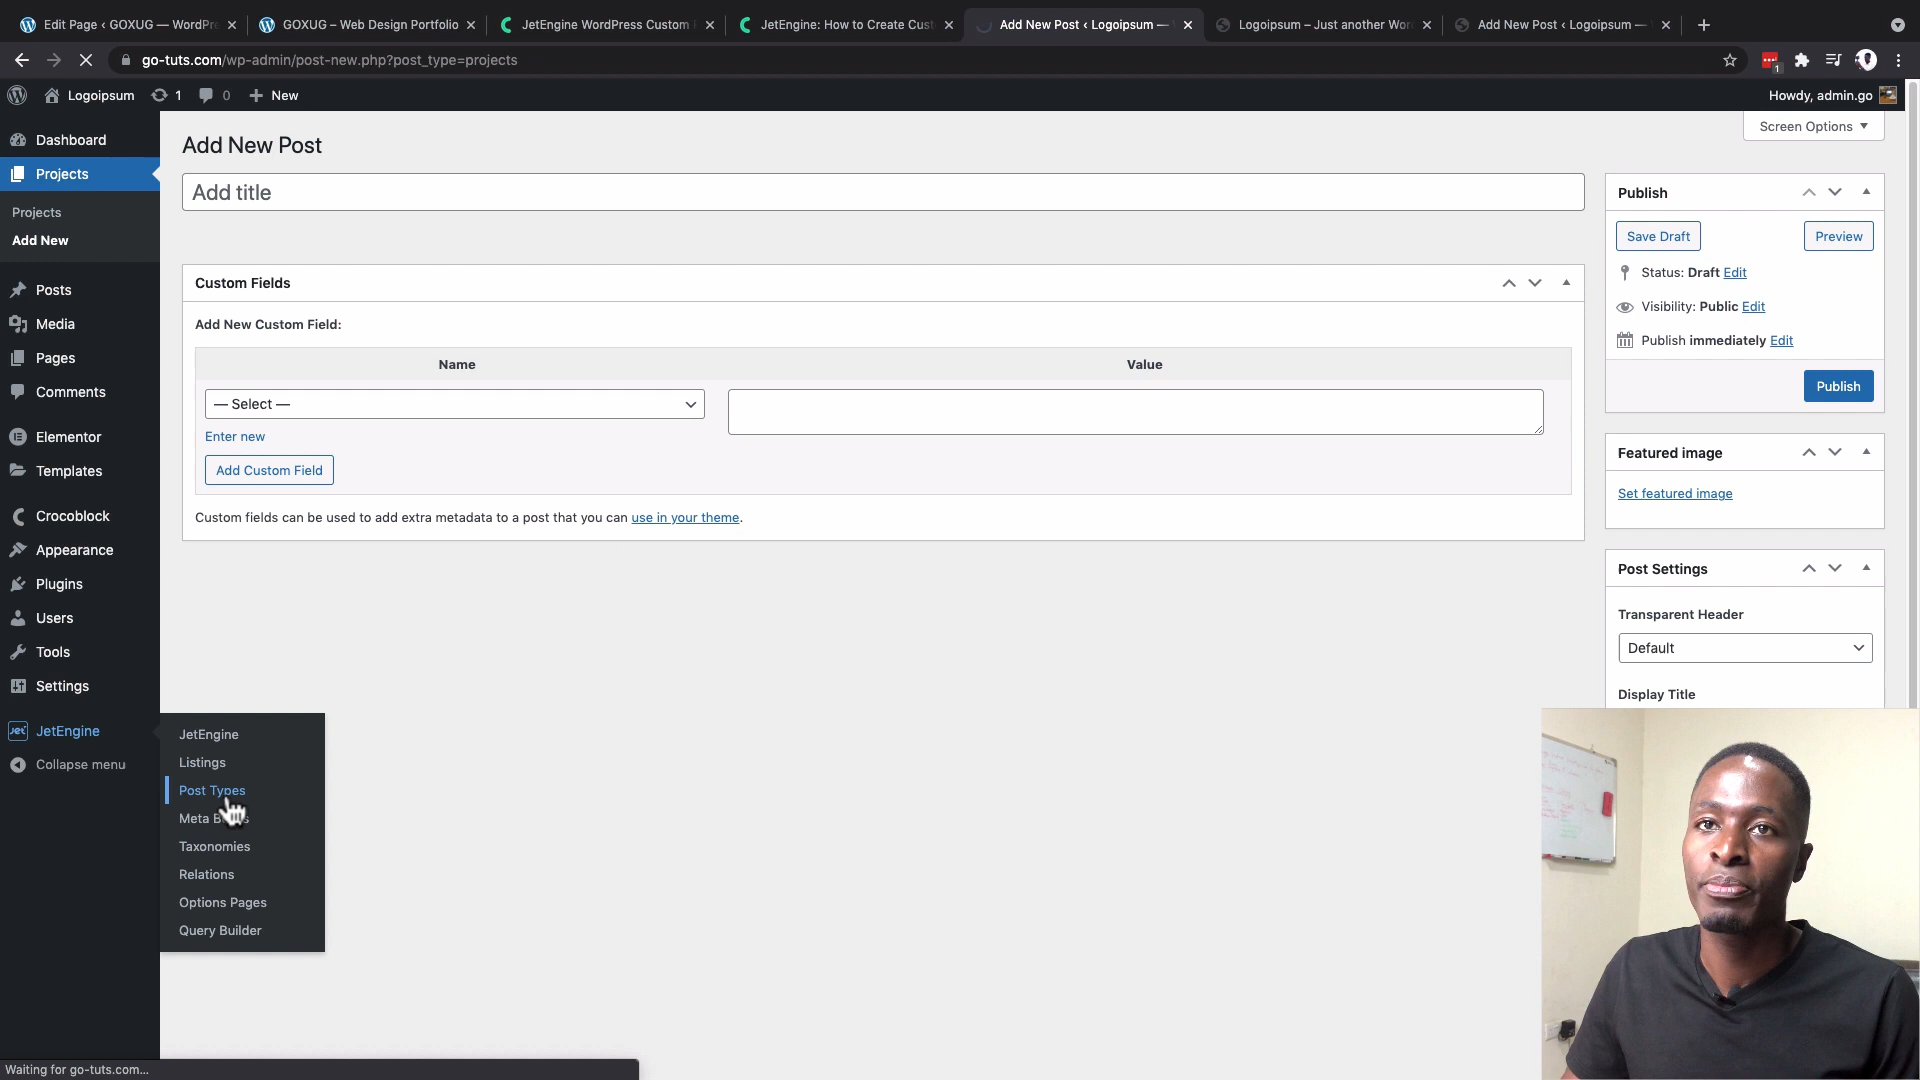 Edit Page ‹ GOXUG — WordPre
GOXUG – Web Design Portfolio
JetEngine WordPress Custom
JetEngine: How to Create Cust
Add New Post ‹ Logoipsum —
Logoipsum – Just another Wor
Add New Post ‹ Logoipsum —
go-tuts.com/wp-admin/post-new.php?post_type=projects
1
Logoipsum
1
0
New
Howdy, admin.go
Screen Options
Dashboard
Projects
Projects
Add New
Posts
Media
Pages
Comments
Elementor
Templates
Crocoblock
Appearance
Plugins
Users
Tools
Settings
JetEngine
Collapse menu
JetEngine
Listings
Post Types
Meta
Taxonomies
Relations
Options Pages
Query Builder
Add New Post
Add title
Custom Fields
Add New Custom Field:
Name
Value
— Select —
Enter new
Add Custom Field
Custom fields can be used to add extra metadata to a post that you can use in your theme.
Publish
Save Draft
Preview
Status: Draft Edit
Visibility: Public Edit
Publish immediately Edit
Publish
Featured image
Set featured image
Post Settings
Transparent Header
Default
Display Title
Waiting for go-tuts.com...